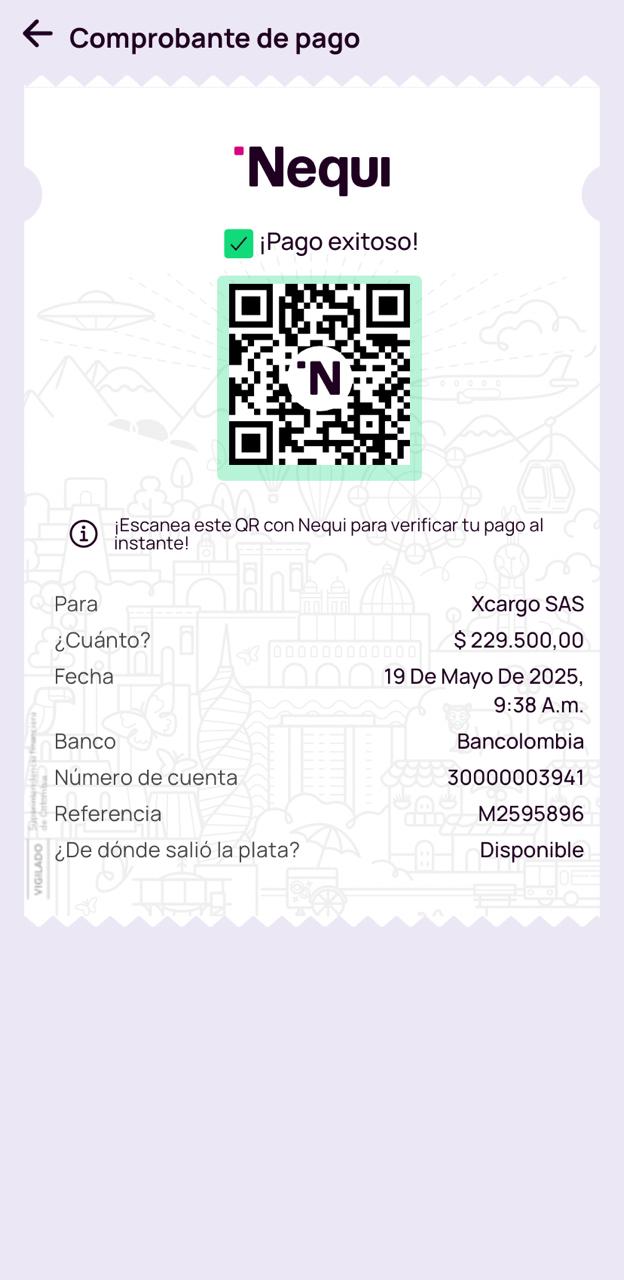 Comprobante de pago
Nequi
¡Pago exitoso!
N
¡Escanea este QR con Nequi para verificar tu pago al
instante!
Para Xcargo SAS
¿Cuánto? $ 229.500,00
Fecha 19 De Mayo De 2025,
9:38 A.m.
Banco Bancolombia
Número de cuenta 30000003941
Referencia M2595896
¿De dónde salió la plata? Disponible
VIGILADO
Superintendencia Financiera
de Colombia